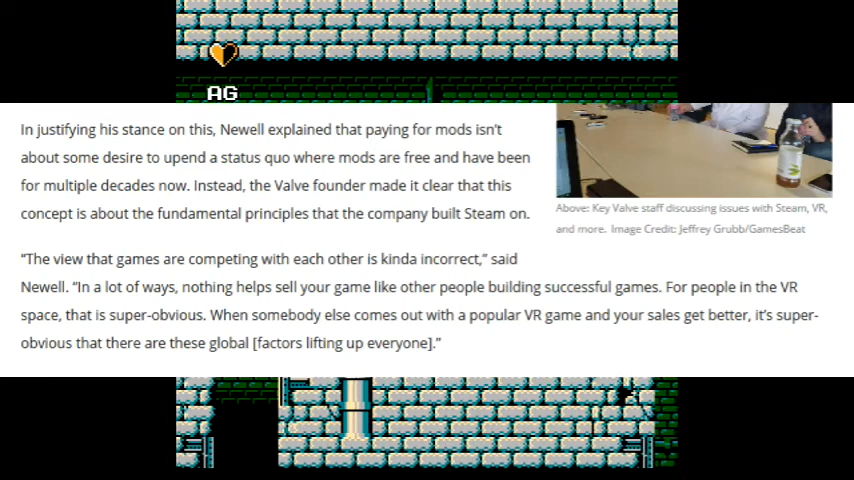 AG
In justifying his stance on this, Newell explained that paying for mods isn't
about some desire to upend a status quo where mods are free and have been
for multiple decades now. Instead, the Valve founder made it clear that this
concept is about the fundamental principles that the company built Steam on.
Above: Key Valve staff discussing issues with Steam, VR,
and more. Image Credit: Jeffrey Grubb/GamesBeat
“The view that games are competing with each other is kinda incorrect,” said
Newell. “In a lot of ways, nothing helps sell your game like other people building successful games. For people in the VR
space, that is super-obvious. When somebody else comes out with a popular VR game and your sales get better, it’s super-
obvious that there are these global [factors lifting up everyone].”